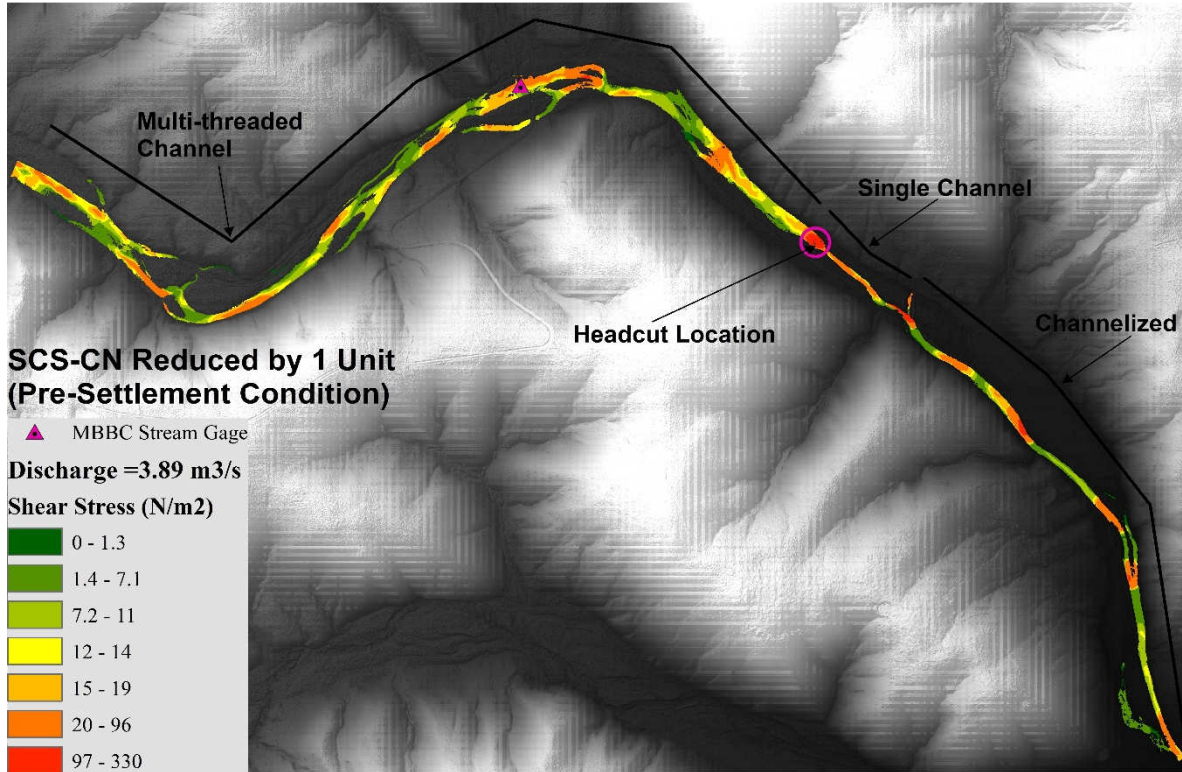 Multi-threaded
Channel
Single Channel
Headcut Location
Channelized
SCS-CN Reduced by 1 Unit
(Pre-Settlement Condition)
MBBC Stream Gage
Discharge =3.89 m3/s
Shear Stress (N/m2)
0 - 1.3
1.4 - 7.1
7.2 - 11
12 - 14
15 - 19
20 - 96
97 - 330